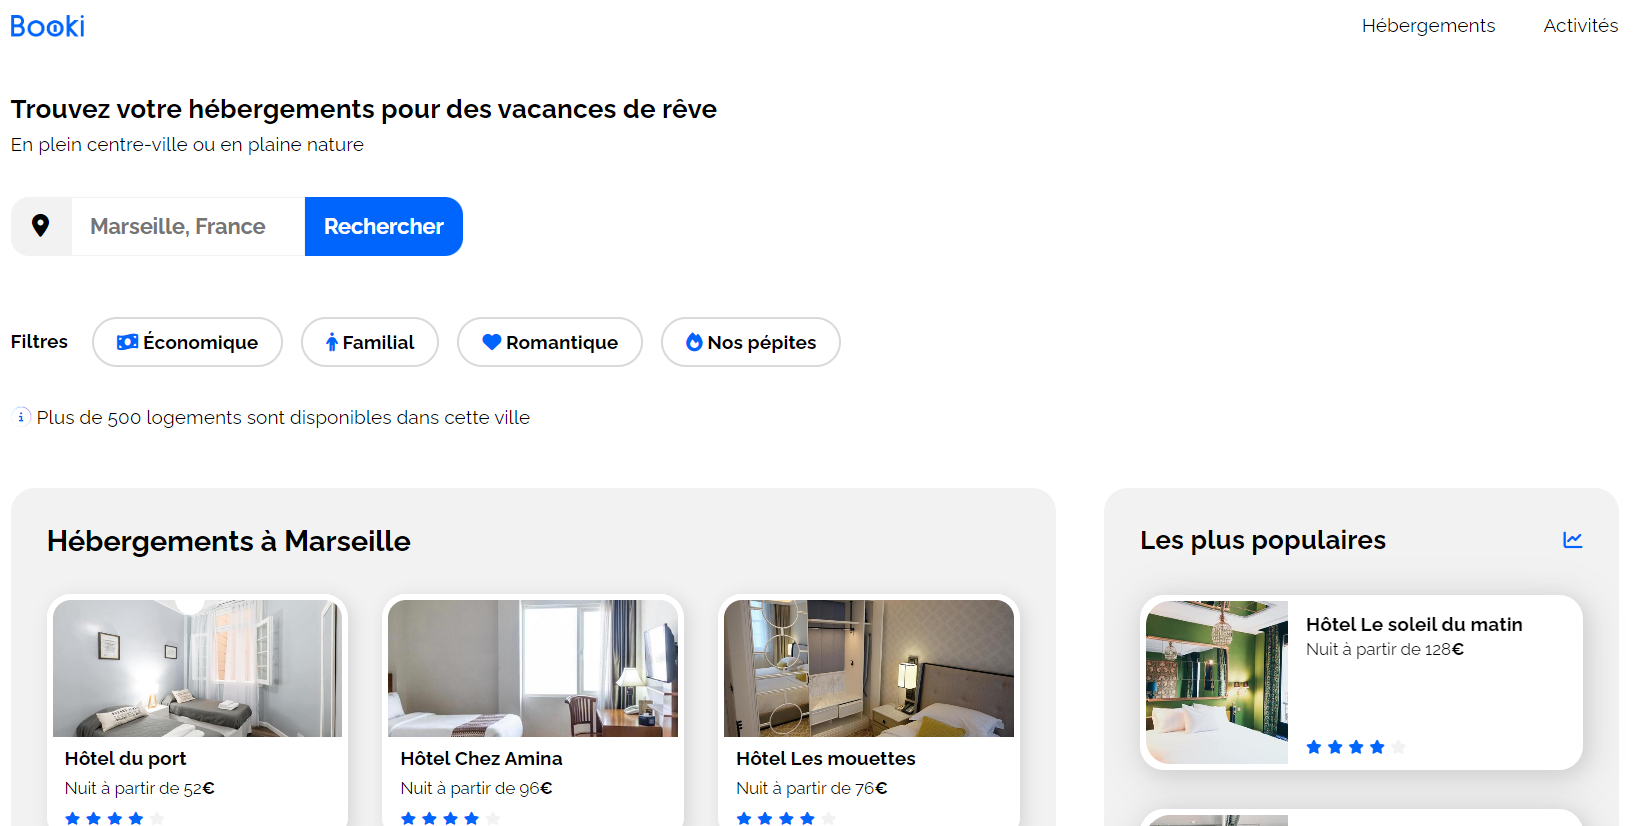 Booki
Hébergements
Activités
Trouvez votre hébergements pour des vacances de rêve
En plein centre-ville ou en plaine nature
Marseille, France
Rechercher
Filtres
Économique
Familial
Romantique
Nos pépites
Plus de 500 logements sont disponibles dans cette ville
Hébergements à Marseille
Hôtel du port
Nuit à partir de 52€
Hôtel Chez Amina
Nuit à partir de 96€
Hôtel Les mouettes
Nuit à partir de 76€
Les plus populaires
Hôtel Le soleil du matin
Nuit à partir de 128€